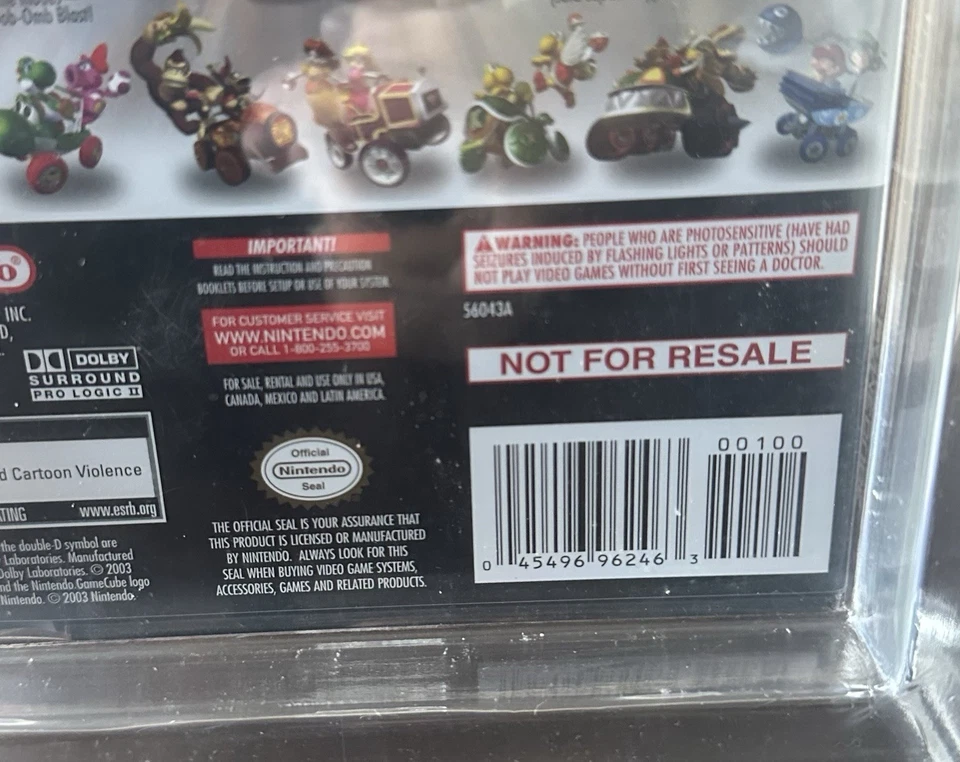 ob-Omb Blast!
o®
INC.
D,
DOLBY
SURROUND
PRO LOGIC II
d Cartoon Violence
TING www.esrb.org
the double-D symbol are
Laboratories. Manufactured
Dolby Laboratories. © 2003
nd the Nintendo GameCube logo
Nintendo. © 2003 Nintendo.
IMPORTANT!
READ THE INSTRUCTION AND PRECAUTION
BOOKLETS BEFORE SETUP OR USE OF YOUR SYSTEM.
FOR CUSTOMER SERVICE VISIT
WWW.NINTENDO.COM
OR CALL 1-800-255-3700
FOR SALE, RENTAL AND USE ONLY IN USA,
CANADA, MEXICO AND LATIN AMERICA.
Official
Nintendo
Seal
THE OFFICIAL SEAL IS YOUR ASSURANCE THAT
THIS PRODUCT IS LICENSED OR MANUFACTURED
BY NINTENDO. ALWAYS LOOK FOR THIS
SEAL WHEN BUYING VIDEO GAME SYSTEMS,
ACCESSORIES, GAMES AND RELATED PRODUCTS.
WARNING: PEOPLE WHO ARE PHOTOSENSITIVE (HAVE HAD
SEIZURES INDUCED BY FLASHING LIGHTS OR PATTERNS) SHOULD
NOT PLAY VIDEO GAMES WITHOUT FIRST SEEING A DOCTOR.
56043A
NOT FOR RESALE
00100
0 45496 96246 3